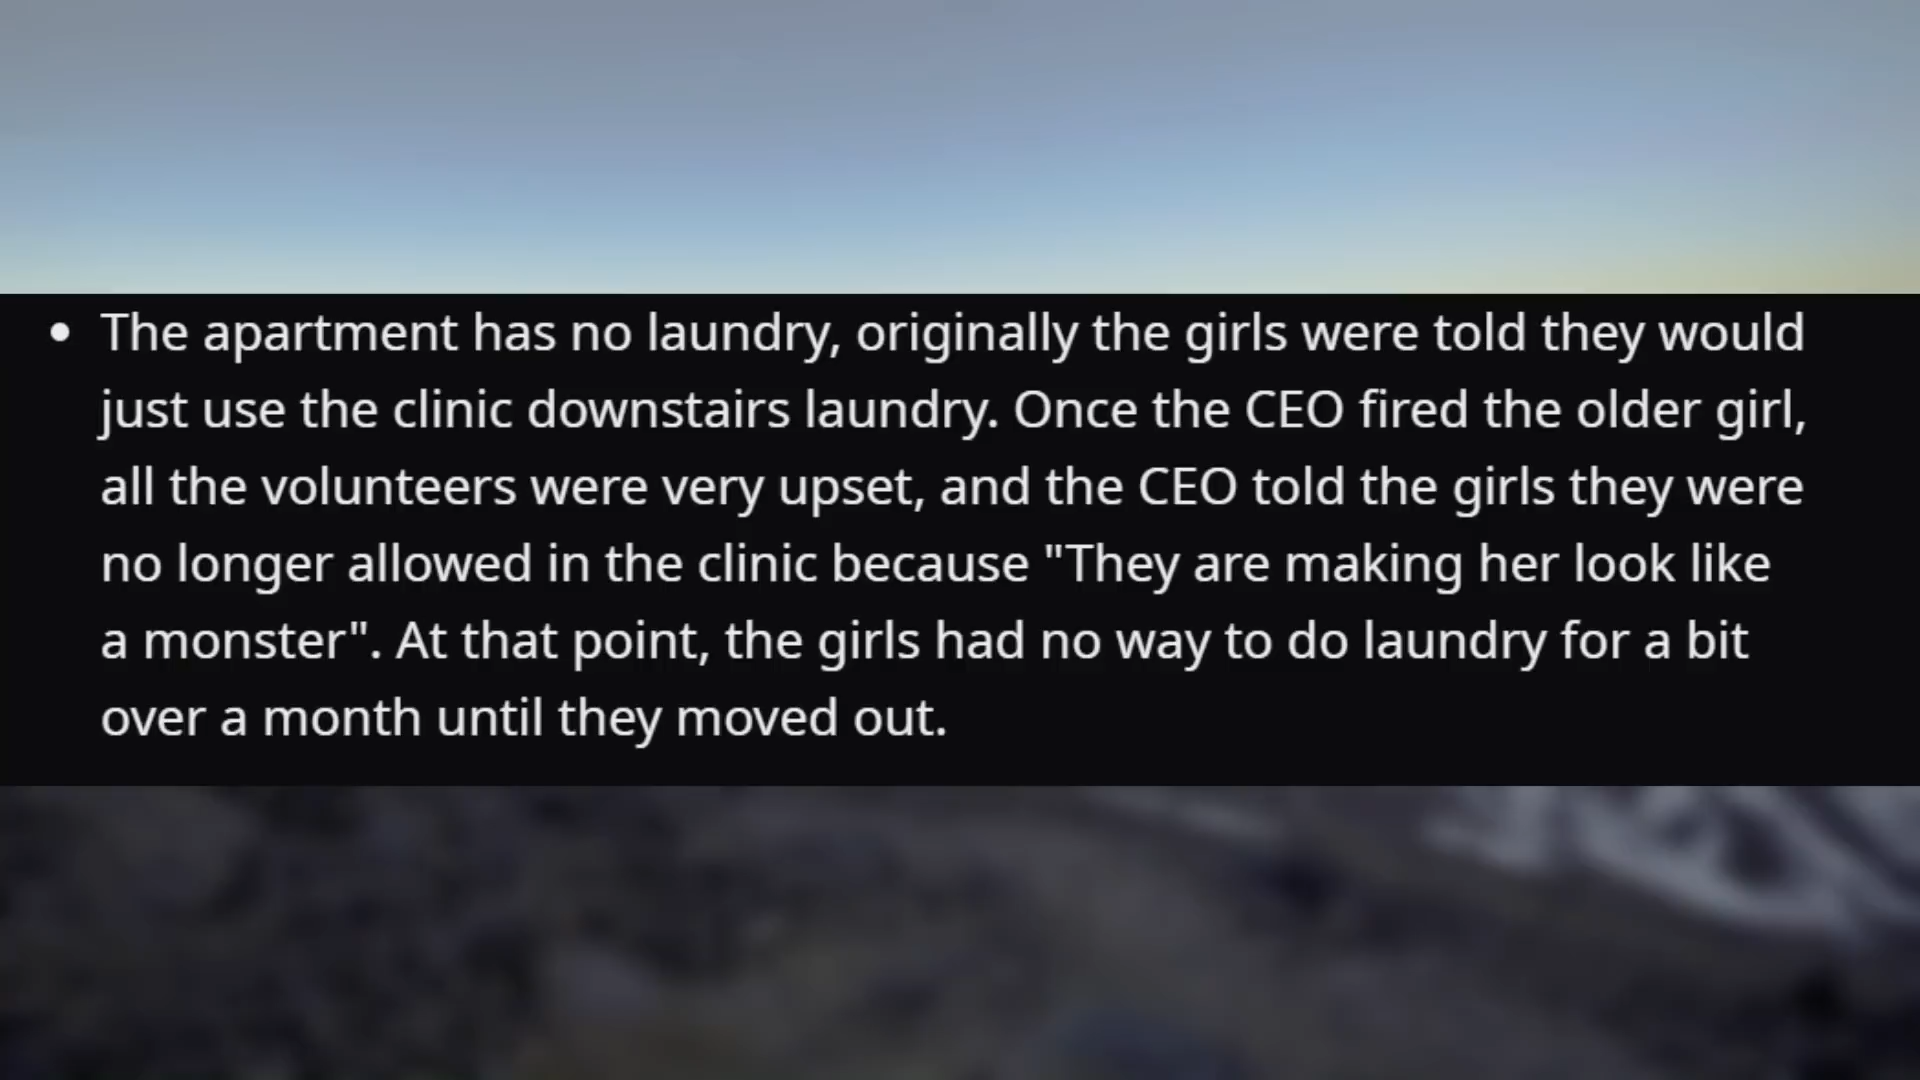 • The apartment has no laundry, originally the girls were told they would
just use the clinic downstairs laundry. Once the CEO fired the older girl,
all the volunteers were very upset, and the CEO told the girls they were
no longer allowed in the clinic because "They are making her look like
a monster". At that point, the girls had no way to do laundry for a bit
over a month until they moved out.